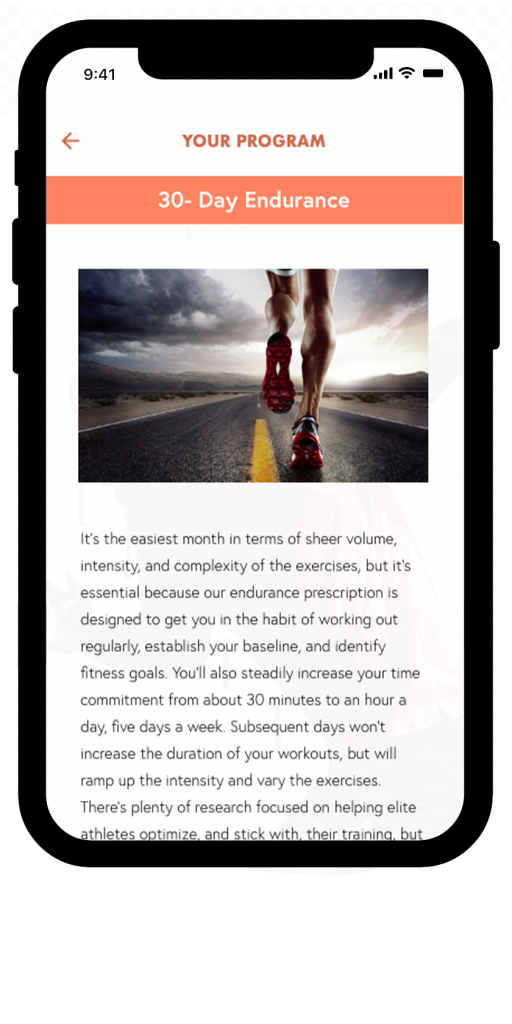 9:41
YOUR PROGRAM
30- Day Endurance
It's the easiest month in terms of sheer volume,
intensity, and complexity of the exercises, but it's
essential because our endurance prescription is
designed to get you in the habit of working out
regularly, establish your baseline, and identify
fitness goals. You'll also steadily increase your time
commitment from about 30 minutes to an hour a
day, five days a week. Subsequent days won't
increase the duration of your workouts, but will
ramp up the intensity and vary the exercises.
There's plenty of research focused on helping elite
athletes optimize, and stick with, their training, but